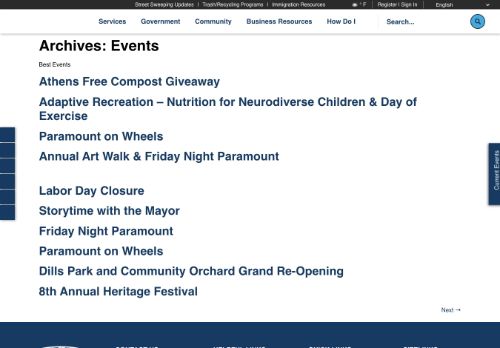 Street Sweeping Updates | Trash/Recycling Programs | Immigration Resources
° F
Register | Sign In
English
Services Government Community Business Resources How Do I
Search...
Archives: Events
Best Events
Athens Free Compost Giveaway
Adaptive Recreation – Nutrition for Neurodiverse Children & Day of
Exercise
Paramount on Wheels
Annual Art Walk & Friday Night Paramount
Labor Day Closure
Storytime with the Mayor
Friday Night Paramount
Paramount on Wheels
Dills Park and Community Orchard Grand Re-Opening
8th Annual Heritage Festival
Next →
Current Events